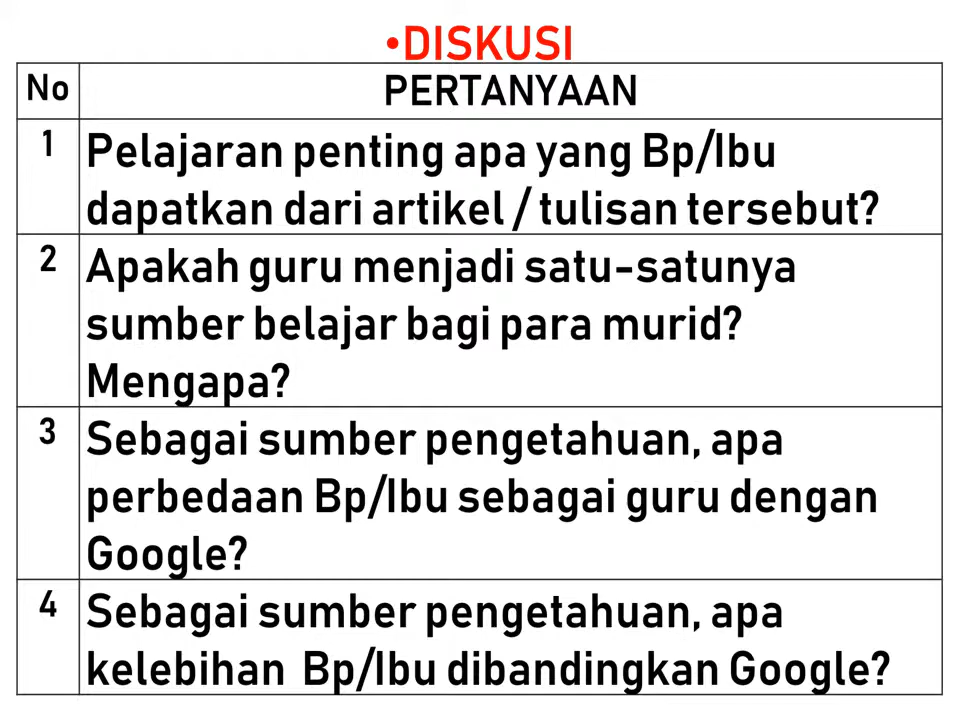 •DISKUSI
No PERTANYAAN
1 Pelajaran penting apa yang Bp/Ibu
dapatkan dari artikel / tulisan tersebut?
2 Apakah guru menjadi satu-satunya
sumber belajar bagi para murid?
Mengapa?
3 Sebagai sumber pengetahuan, apa
perbedaan Bp/Ibu sebagai guru dengan
Google?
4 Sebagai sumber pengetahuan, apa
kelebihan Bp/Ibu dibandingkan Google?